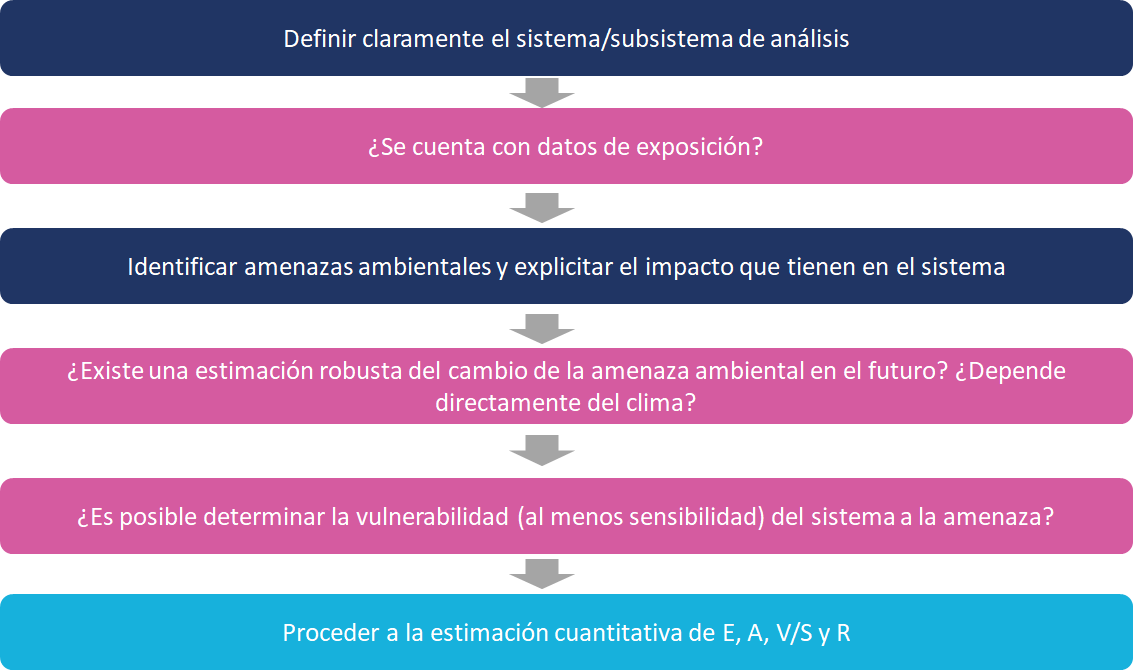 Definir claramente el sistema/subsistema de análisis
¿Se cuenta con datos de exposición?
Identificar amenazas ambientales y explicitar el impacto que tienen en el sistema
¿Existe una estimación robusta del cambio de la amenaza ambiental en el futuro? ¿Depende
directamente del clima?
¿Es posible determinar la vulnerabilidad (al menos sensibilidad) del sistema a la amenaza?
Proceder a la estimación cuantitativa de E, A, V/S y R